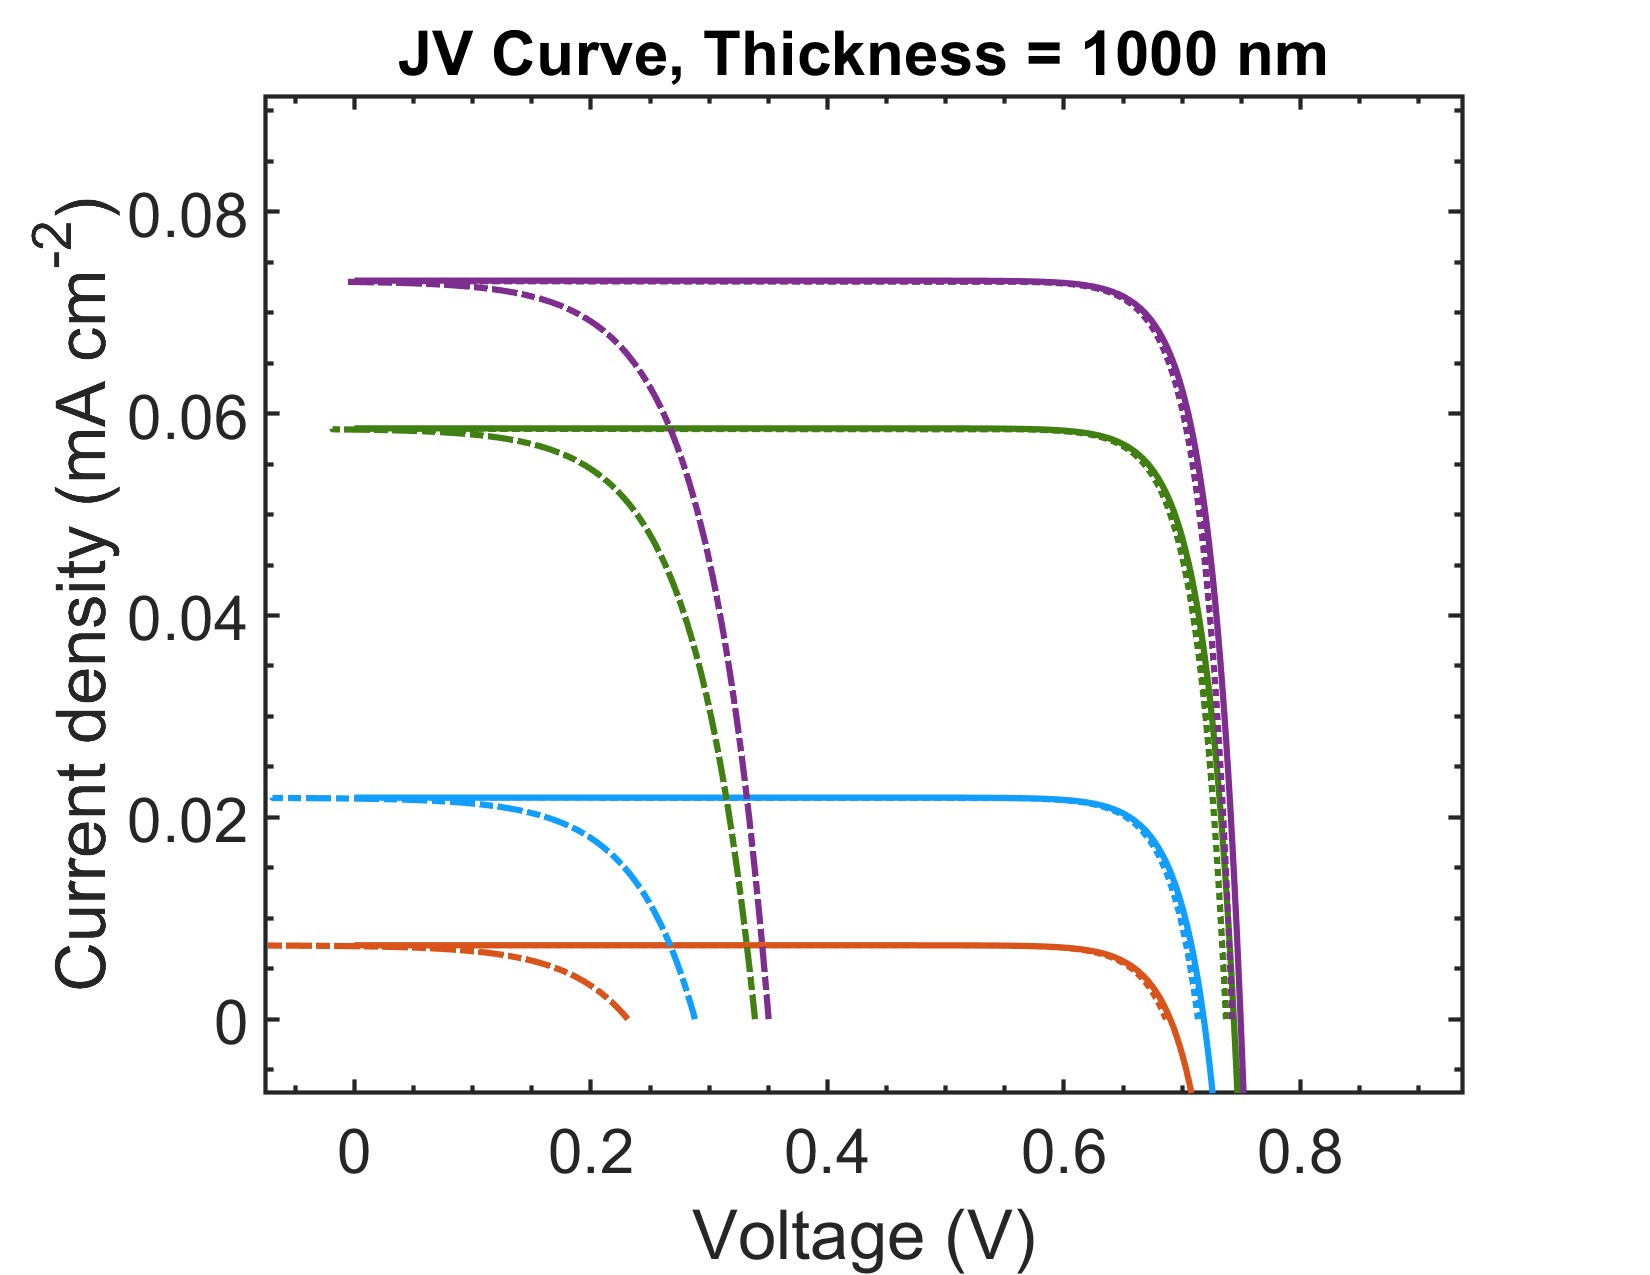 JV Curve, Thickness = 1000 nm
Current density (mA cm⁻²)
0.08
0.06
0.04
0.02
0
0 0.2 0.4 0.6 0.8
Voltage (V)